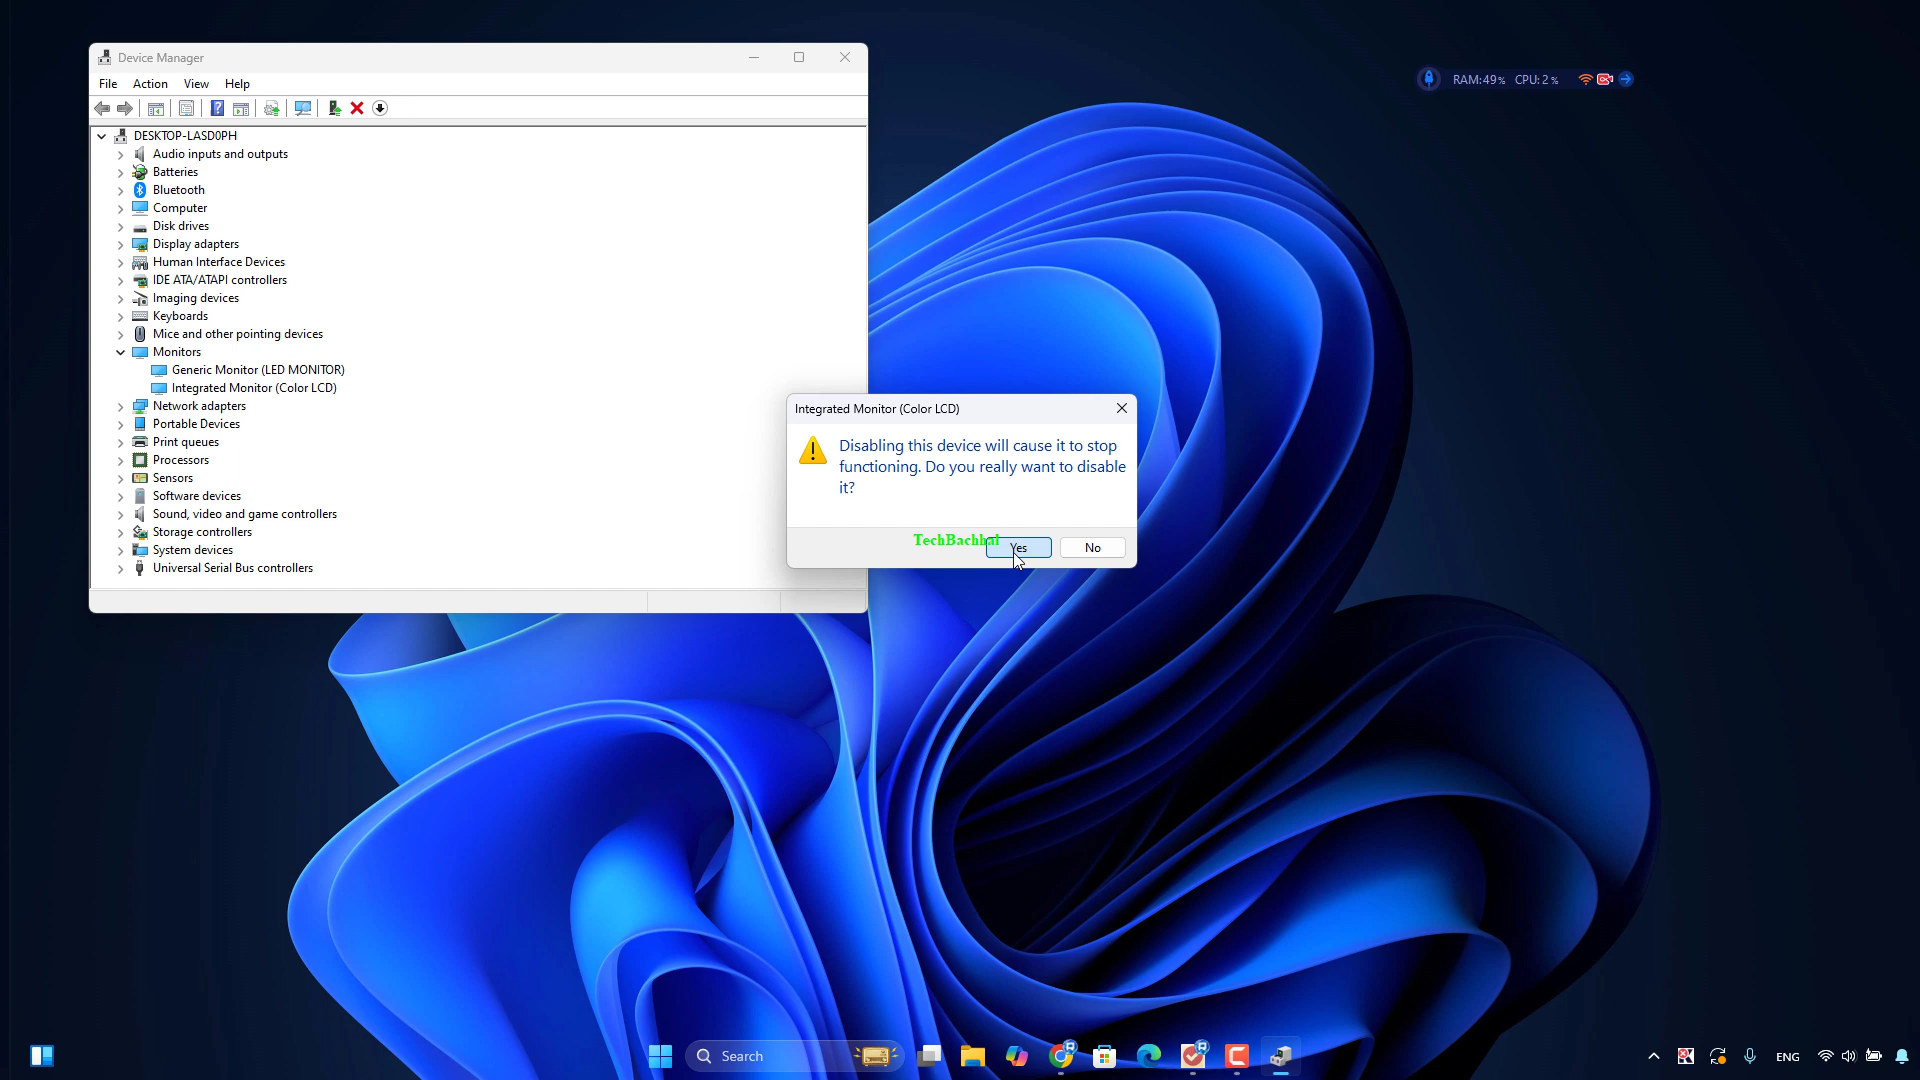 Device Manager
File Action View Help
DESKTOP-LASD0PH
Audio inputs and outputs
Batteries
Bluetooth
Computer
Disk drives
Display adapters
Human Interface Devices
IDE ATA/ATAPI controllers
Imaging devices
Keyboards
Mice and other pointing devices
Monitors
Generic Monitor (LED MONITOR)
Integrated Monitor (Color LCD)
Network adapters
Portable Devices
Print queues
Processors
Sensors
Software devices
Sound, video and game controllers
Storage controllers
System devices
Universal Serial Bus controllers
RAM:49% CPU:2%
Integrated Monitor (Color LCD)
Disabling this device will cause it to stop
functioning. Do you really want to disable
it?
TechBachhal
Yes No
Search
ENG